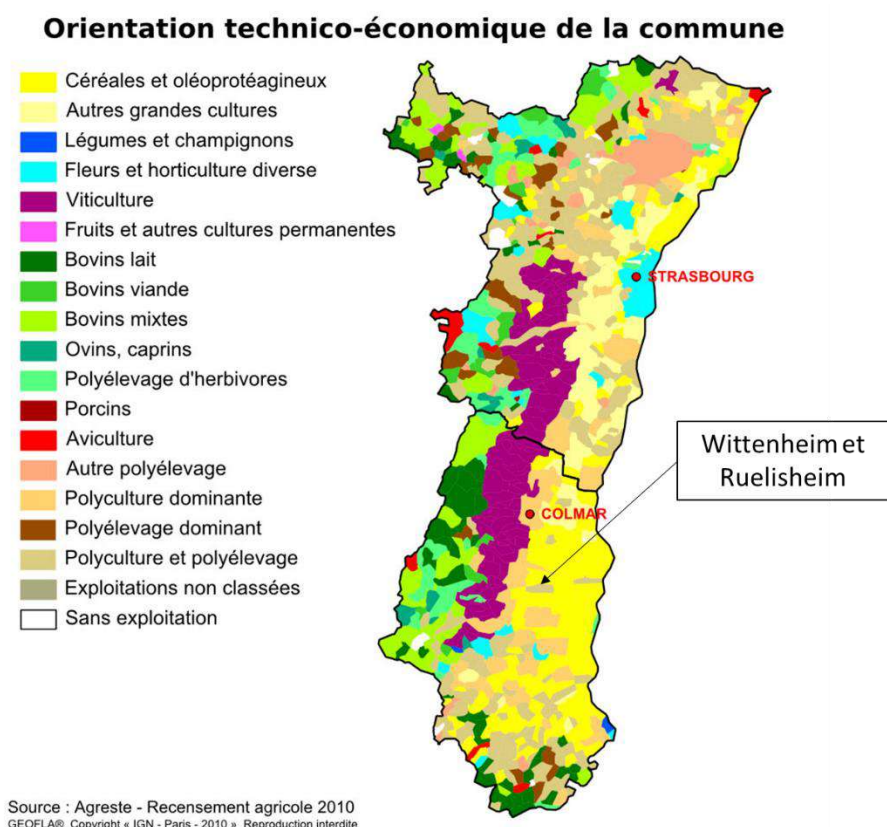 Orientation technico-économique de la commune
Céréales et oléoprotéagineux
Autres grandes cultures
Légumes et champignons
Fleurs et horticulture diverse
Viticulture
Fruits et autres cultures permanentes
Bovins lait
Bovins viande
Bovins mixtes
Ovins, caprins
Polyélevage d'herbivores
Porcins
Aviculture
Autre polyélevage
Polyculture dominante
Polyélevage dominant
Polyculture et polyélevage
Exploitations non classées
Sans exploitation
STRASBOURG
Wittenheim et
Ruelisheim
COLMAR
Source : Agreste - Recensement agricole 2010
GEOFLA® Copyright « IGN - Paris - 2010 » Reproduction interdite